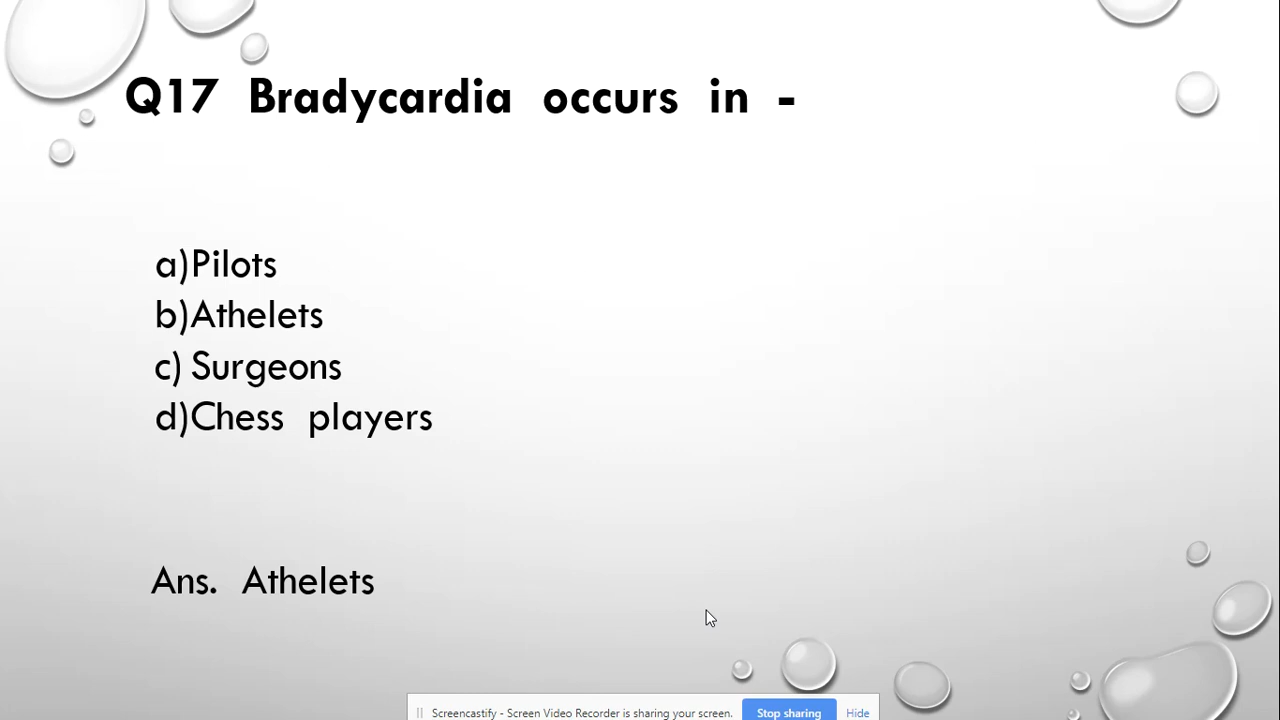 Q17 Bradycardia occurs in -
a)Pilots
b)Athelets
c) Surgeons
d)Chess players
Ans. Athelets
Screencastify - Screen Video Recorder is sharing your screen. Stop sharing Hide